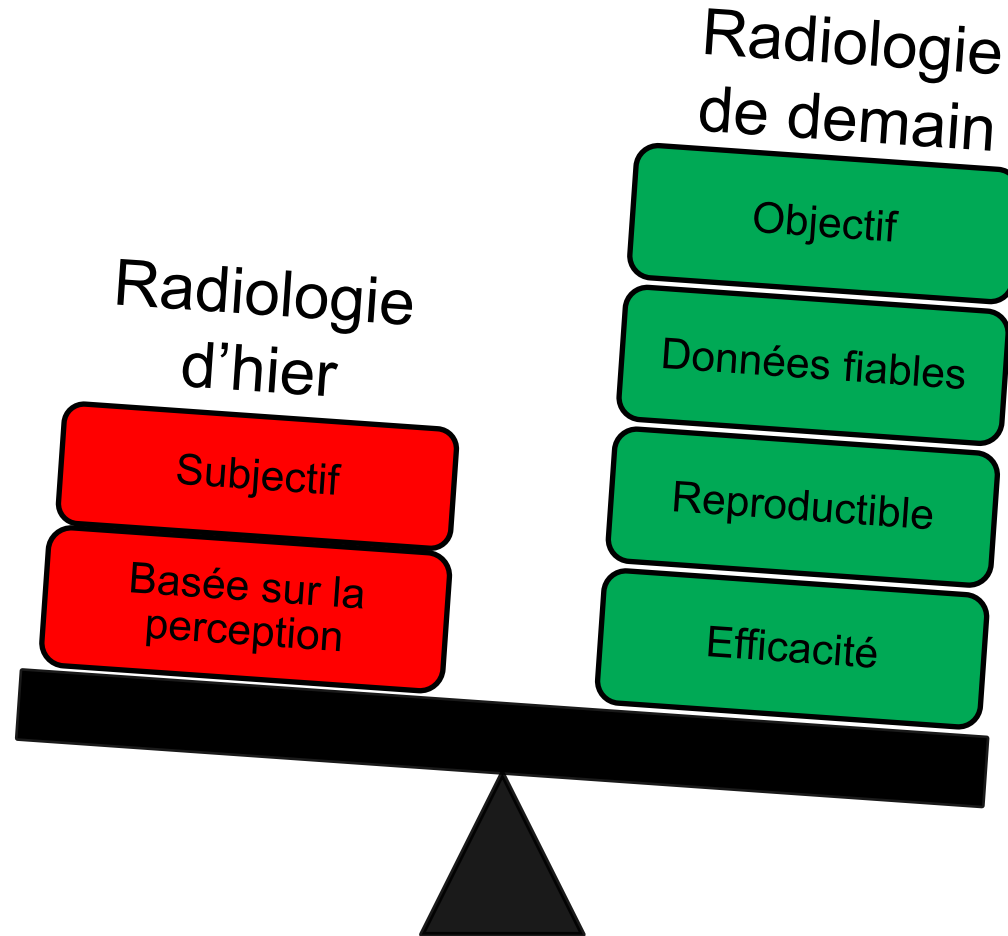 Radiologie
d’hier
Subjectif
Basée sur la
perception
Radiologie
de demain
Objectif
Données fiables
Reproductible
Efficacité